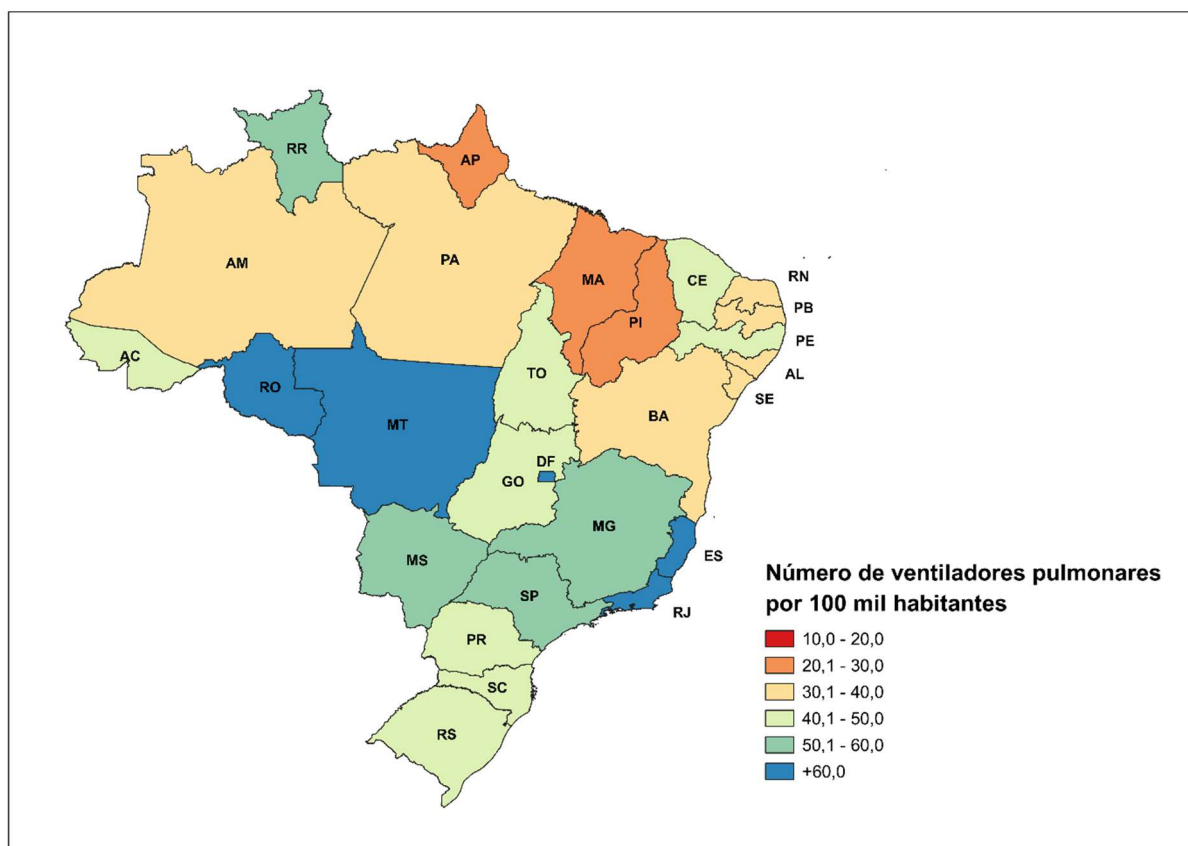 RR
AP
AM
PA
MA
CE
RN
PB
PI
PE
AC
TO
AL
RO
SE
BA
MT
DF
GO
MG
MS
ES
SP
RJ
PR
SC
RS
Número de ventiladores pulmonares
por 100 mil habitantes
10,0 - 20,0
20,1 - 30,0
30,1 - 40,0
40,1 - 50,0
50,1 - 60,0
+60,0